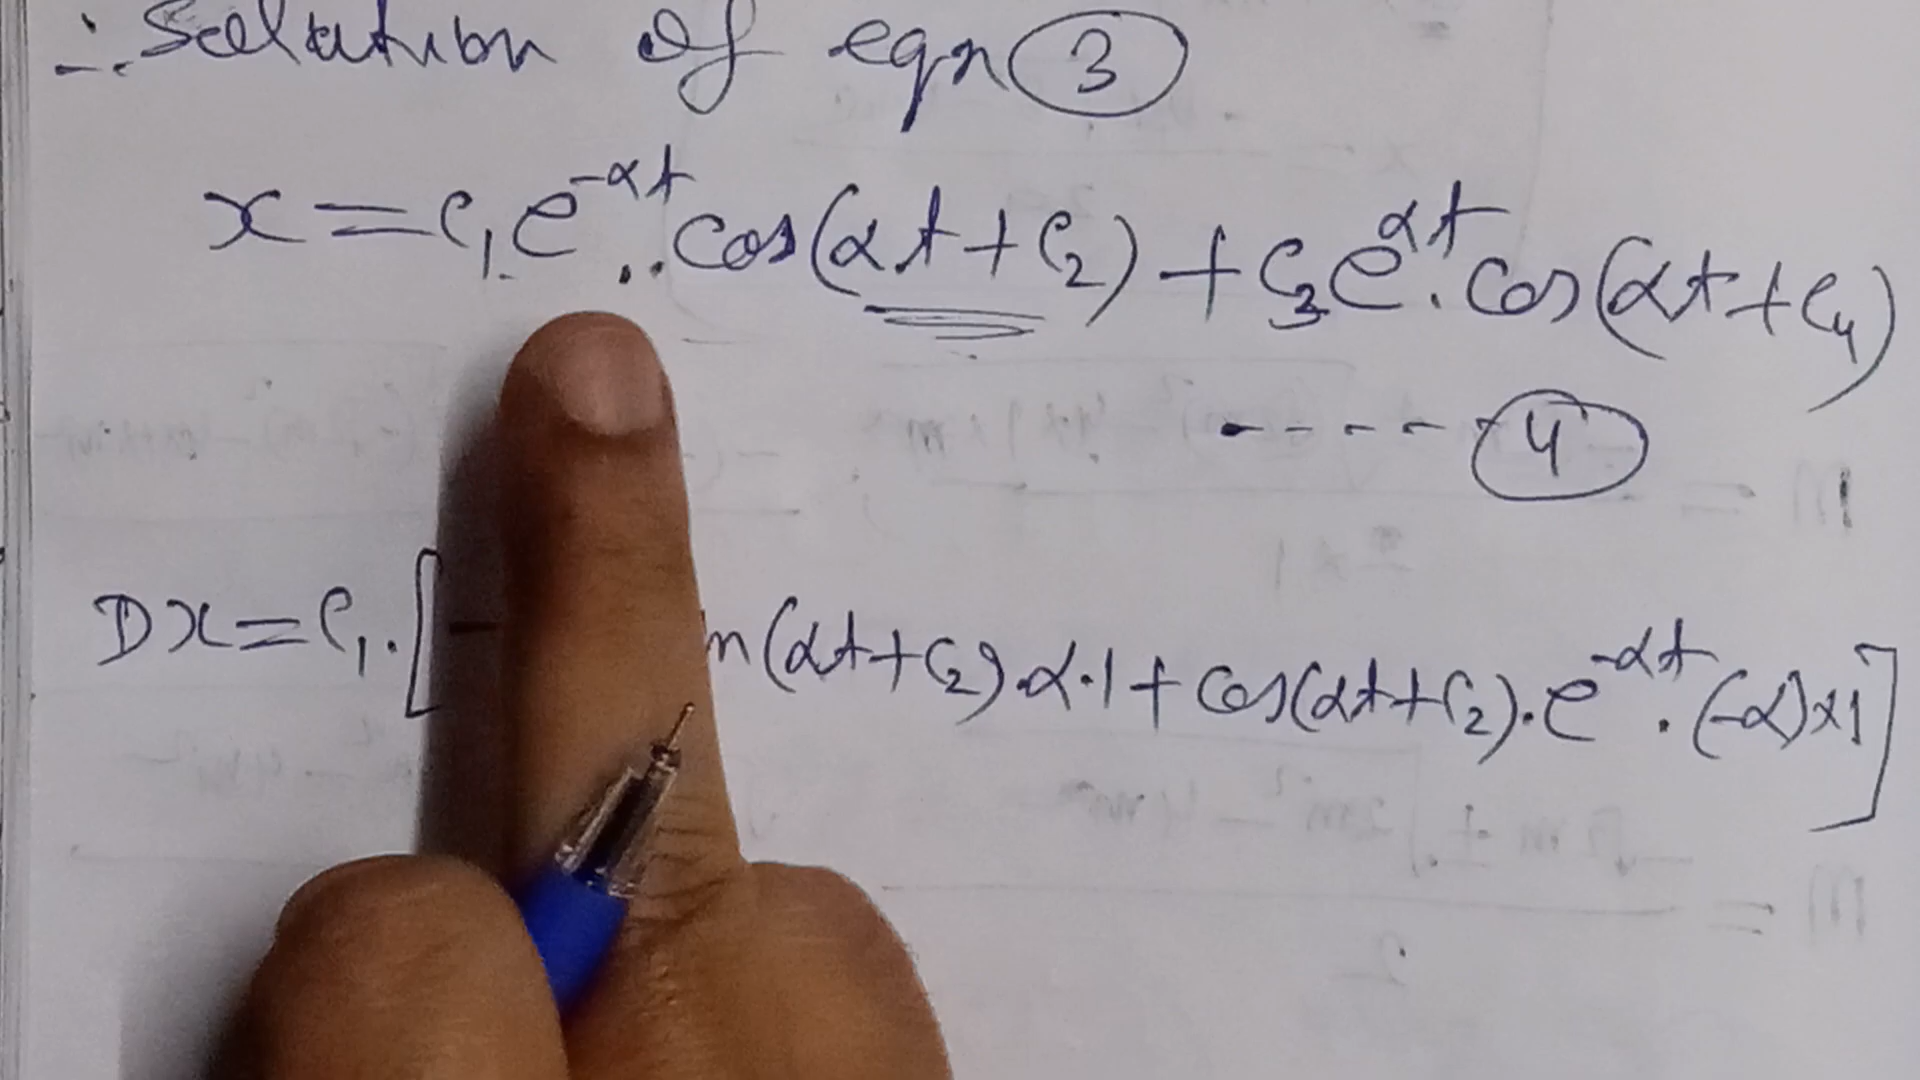 ∴ Solution of eqn ③
x = c₁e^{-αt}.cos(αt+c₂) + c₃e^{αt}.cos(αt+c₄)
---- ④
Dx = c₁.[- n(αt+c₂).α.1 + cos(αt+c₂).e^{-αt}.(-α)×1]